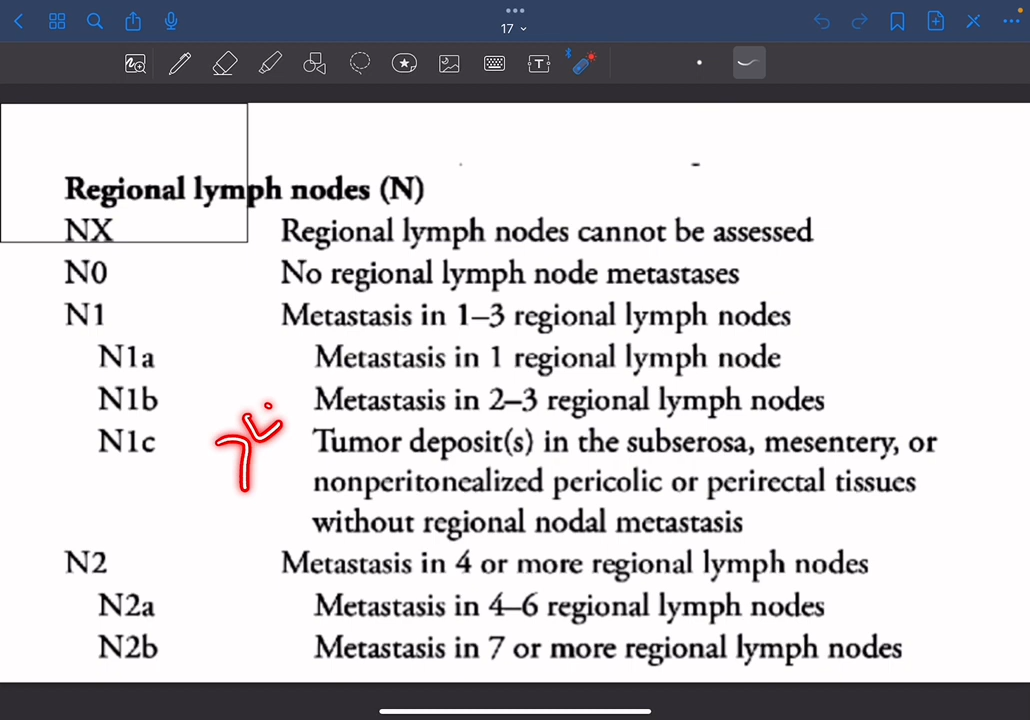 17
Regional lymph nodes (N)
NX Regional lymph nodes cannot be assessed
N0 No regional lymph node metastases
N1 Metastasis in 1–3 regional lymph nodes
N1a Metastasis in 1 regional lymph node
N1b Metastasis in 2–3 regional lymph nodes
N1c Tumor deposit(s) in the subserosa, mesentery, or
nonperitonealized pericolic or perirectal tissues
without regional nodal metastasis
N2 Metastasis in 4 or more regional lymph nodes
N2a Metastasis in 4–6 regional lymph nodes
N2b Metastasis in 7 or more regional lymph nodes